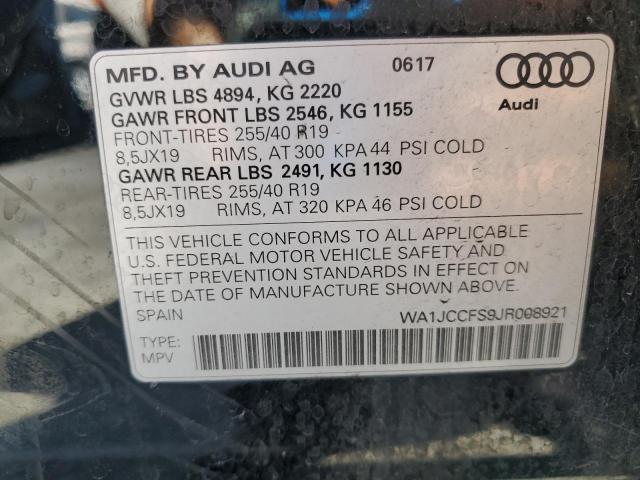 MFD. BY AUDI AG 0617
GVWR LBS 4894, KG 2220
GAWR FRONT LBS 2546, KG 1155
FRONT-TIRES 255/40 R19
8,5JX19 RIMS, AT 300 KPA 44 PSI COLD
GAWR REAR LBS 2491, KG 1130
REAR-TIRES 255/40 R19
8,5JX19 RIMS, AT 320 KPA 46 PSI COLD
Audi
THIS VEHICLE CONFORMS TO ALL APPLICABLE
U.S. FEDERAL MOTOR VEHICLE SAFETY AND
THEFT PREVENTION STANDARDS IN EFFECT ON
THE DATE OF MANUFACTURE SHOWN ABOVE.
SPAIN WA1JCCFS9JR008921
TYPE:
MPV